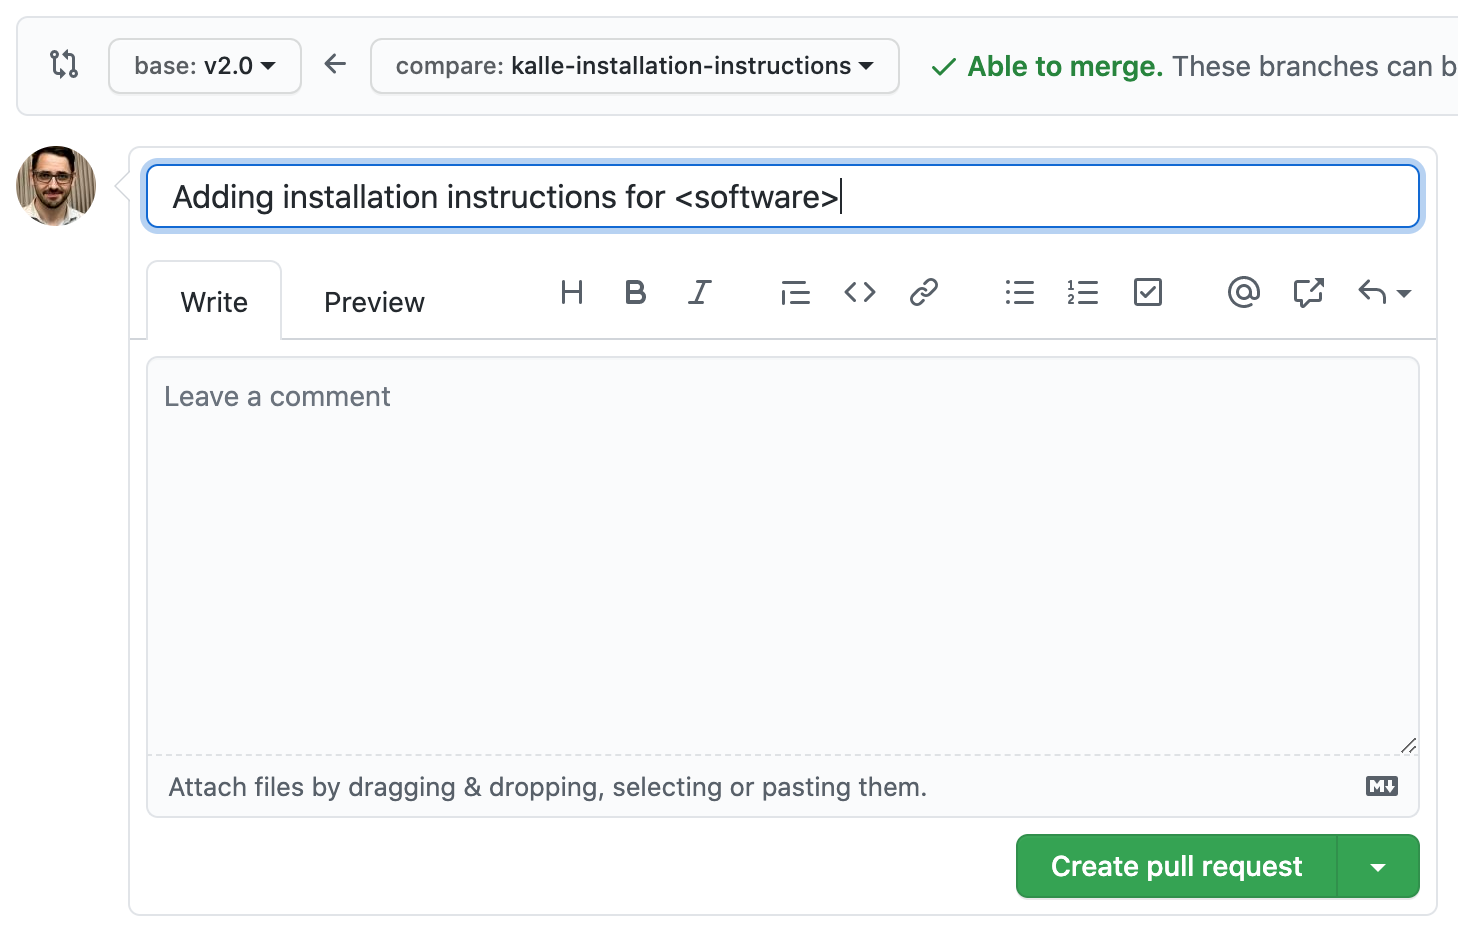 base: v2.0 compare: kalle-installation-instructions Able to merge. These branches can b
Adding installation instructions for <software>
Write Preview H B I @
Leave a comment
Attach files by dragging & dropping, selecting or pasting them. M
Create pull request